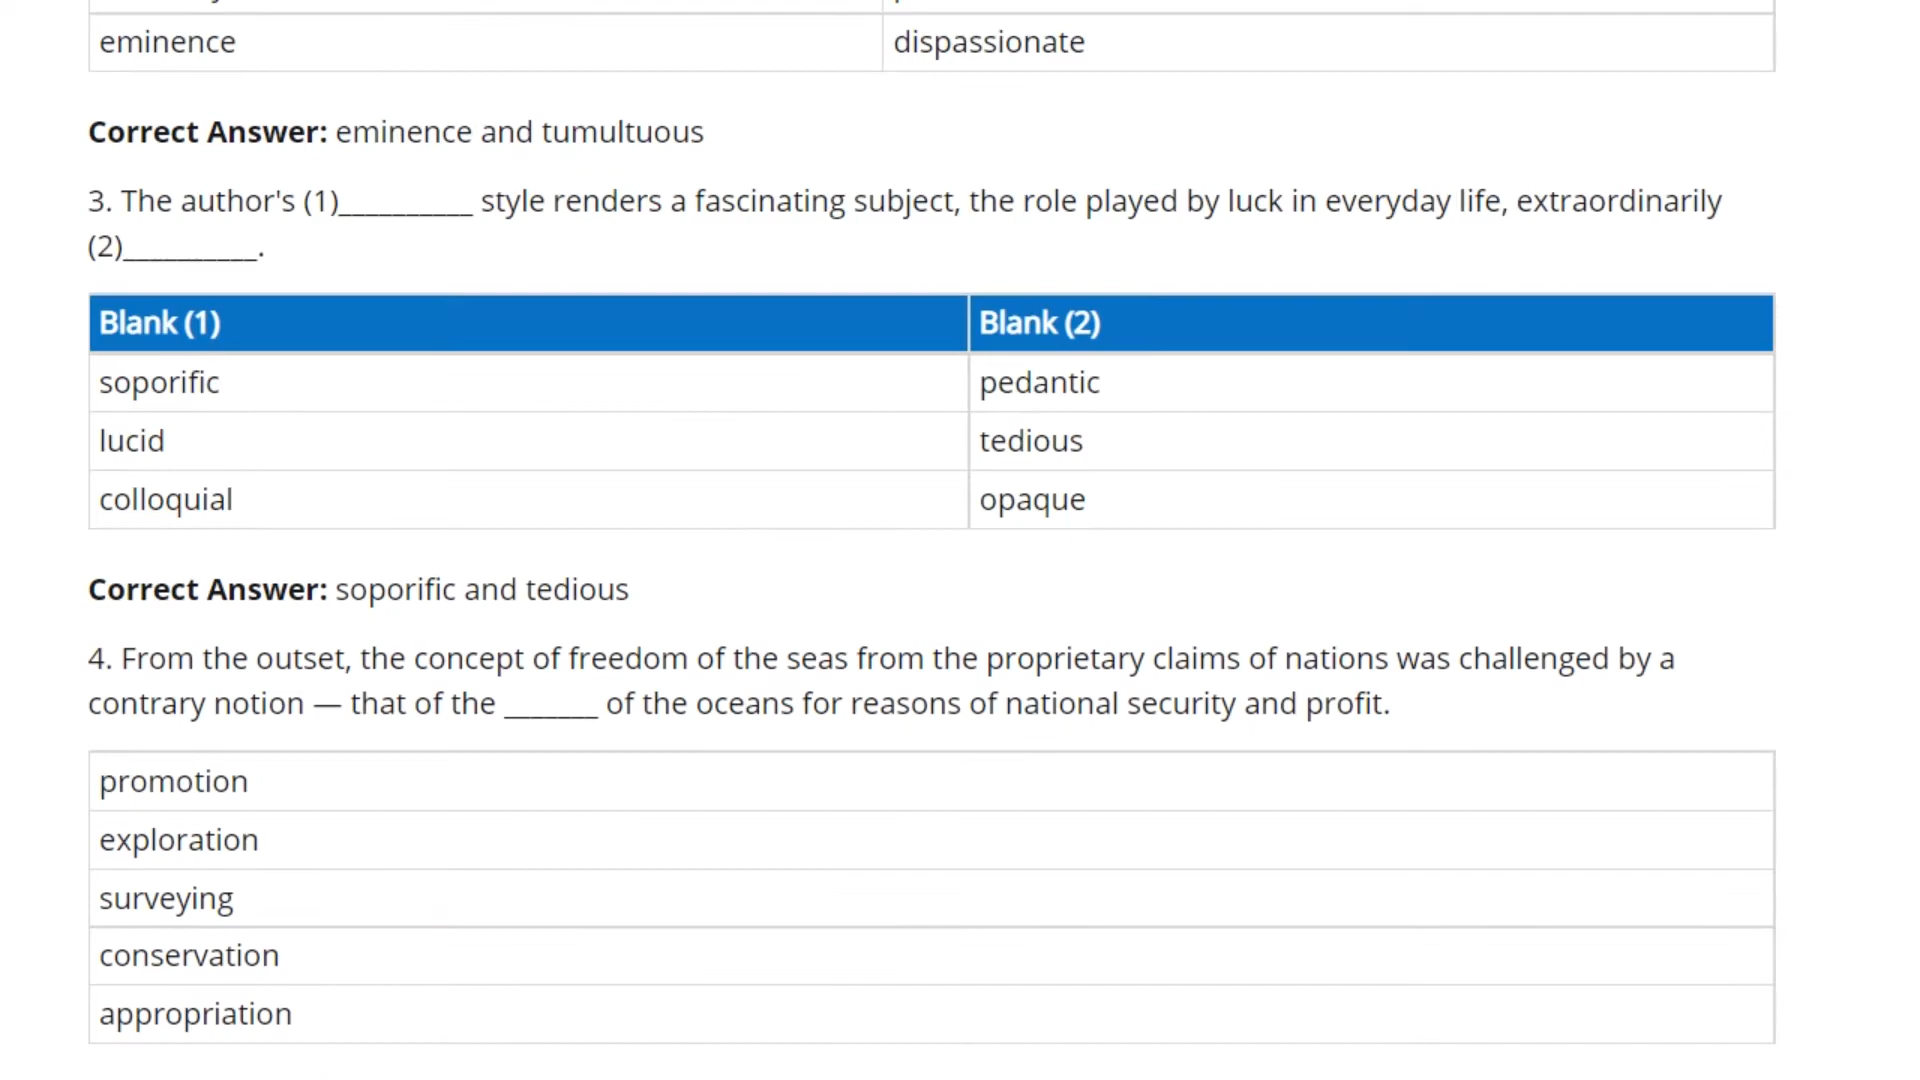 eminence dispassionate
Correct Answer: eminence and tumultuous
3. The author's (1)__________ style renders a fascinating subject, the role played by luck in everyday life, extraordinarily
(2)__________.
Blank (1) Blank (2)
soporific pedantic
lucid tedious
colloquial opaque
Correct Answer: soporific and tedious
4. From the outset, the concept of freedom of the seas from the proprietary claims of nations was challenged by a
contrary notion — that of the _______ of the oceans for reasons of national security and profit.
promotion
exploration
surveying
conservation
appropriation